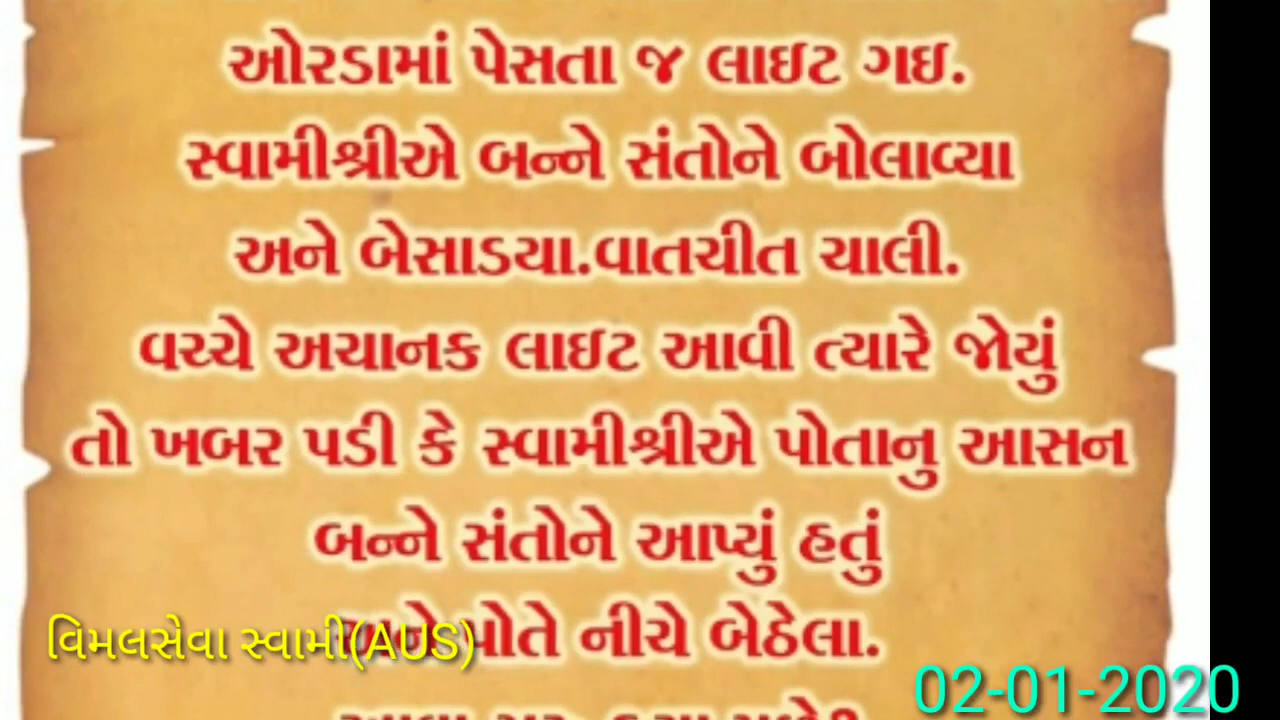 ઓરડામાં પેસતા જ લાઇટ ગઇ.
સ્વામીશ્રીએ બન્ને સંતોને બોલાવ્યા
અને બેસાડયા.વાતચીત ચાલી.
વચ્ચે અચાનક લાઇટ આવી ત્યારે જોયું
તો ખબર પડી કે સ્વામીશ્રીએ પોતાનુ આસન
બન્ને સંતોને આપ્યું હતું
અને પોતે નીચે બેઠેલા.
વિમલસેવા સ્વામી(AUS)
02-01-2020